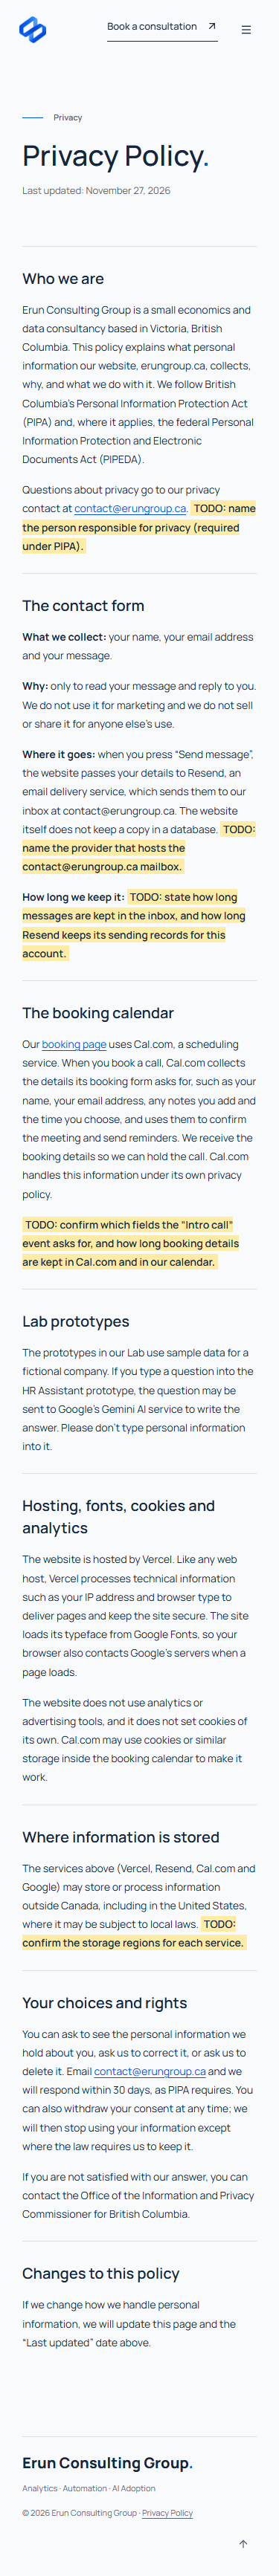 Book a consultation
Privacy
Privacy Policy.
Last updated: November 27, 2026
Who we are
Erun Consulting Group is a small economics and
data consultancy based in Victoria, British
Columbia. This policy explains what personal
information our website, erungroup.ca, collects,
why, and what we do with it. We follow British
Columbia's Personal Information Protection Act
(PIPA) and, where it applies, the federal Personal
Information Protection and Electronic
Documents Act (PIPEDA).
Questions about privacy go to our privacy
contact at contact@erungroup.ca. TODO: name
the person responsible for privacy (required
under PIPA).
The contact form
What we collect: your name, your email address
and your message.
Why: only to read your message and reply to you.
We do not use it for marketing and we do not sell
or share it for anyone else's use.
Where it goes: when you press “Send message”,
the website passes your details to Resend, an
email delivery service, which sends them to our
inbox at contact@erungroup.ca. The website
itself does not keep a copy in a database. TODO:
name the provider that hosts the
contact@erungroup.ca mailbox.
How long we keep it: TODO: state how long
messages are kept in the inbox, and how long
Resend keeps its sending records for this
account.
The booking calendar
Our booking page uses Cal.com, a scheduling
service. When you book a call, Cal.com collects
the details its booking form asks for, such as your
name, your email address, any notes you add and
the time you choose, and uses them to confirm
the meeting and send reminders. We receive the
booking details so we can hold the call. Cal.com
handles this information under its own privacy
policy.
TODO: confirm which fields the “Intro call”
event asks for, and how long booking details
are kept in Cal.com and in our calendar.
Lab prototypes
The prototypes in our Lab use sample data for a
fictional company. If you type a question into the
HR Assistant prototype, the question may be
sent to Google's Gemini AI service to write the
answer. Please don't type personal information
into it.
Hosting, fonts, cookies and
analytics
The website is hosted by Vercel. Like any web
host, Vercel processes technical information
such as your IP address and browser type to
deliver pages and keep the site secure. The site
loads its typeface from Google Fonts, so your
browser also contacts Google's servers when a
page loads.
The website does not use analytics or
advertising tools, and it does not set cookies of
its own. Cal.com may use cookies or similar
storage inside the booking calendar to make it
work.
Where information is stored
The services above (Vercel, Resend, Cal.com and
Google) may store or process information
outside Canada, including in the United States,
where it may be subject to local laws. TODO:
confirm the storage regions for each service.
Your choices and rights
You can ask to see the personal information we
hold about you, ask us to correct it, or ask us to
delete it. Email contact@erungroup.ca and we
will respond within 30 days, as PIPA requires. You
can also withdraw your consent at any time; we
will then stop using your information except
where the law requires us to keep it.
If you are not satisfied with our answer, you can
contact the Office of the Information and Privacy
Commissioner for British Columbia.
Changes to this policy
If we change how we handle personal
information, we will update this page and the
“Last updated” date above.
Erun Consulting Group.
Analytics · Automation · AI Adoption
© 2026 Erun Consulting Group · Privacy Policy